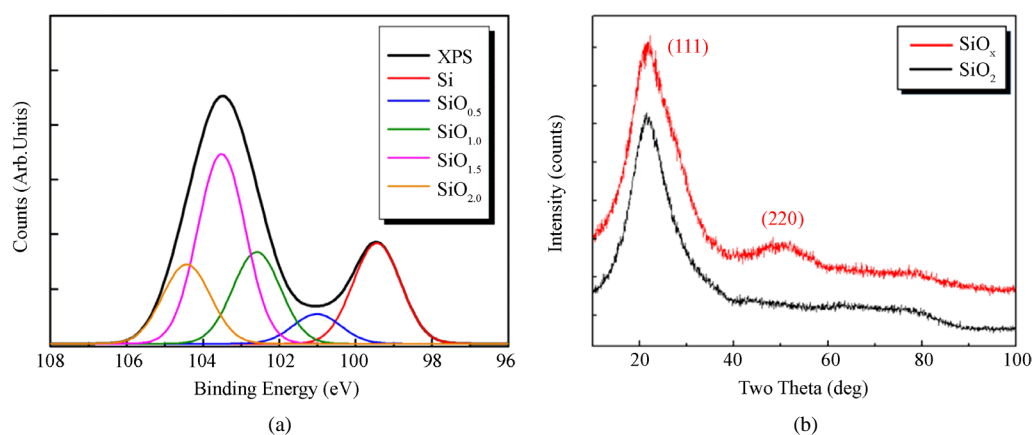 XPS
Si
SiO0.5
SiO1.0
SiO1.5
SiO2.0
Counts (Arb.Units)
108 106 104 102 100 98 96
Binding Energy (eV)
(a)
(111)
(220)
SiOx
SiO2
Intensity (counts)
20 40 60 80 100
Two Theta (deg)
(b)